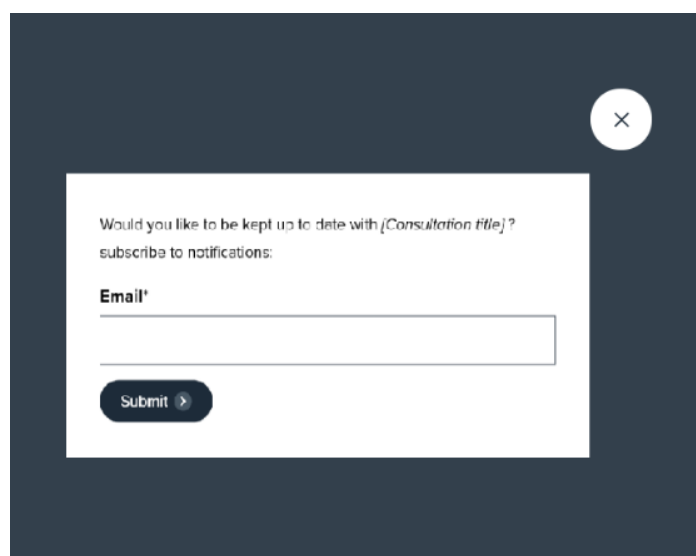 Would you like to be kept up to date with [Consultation title] ?
subscribe to notifications:
Email*
Submit